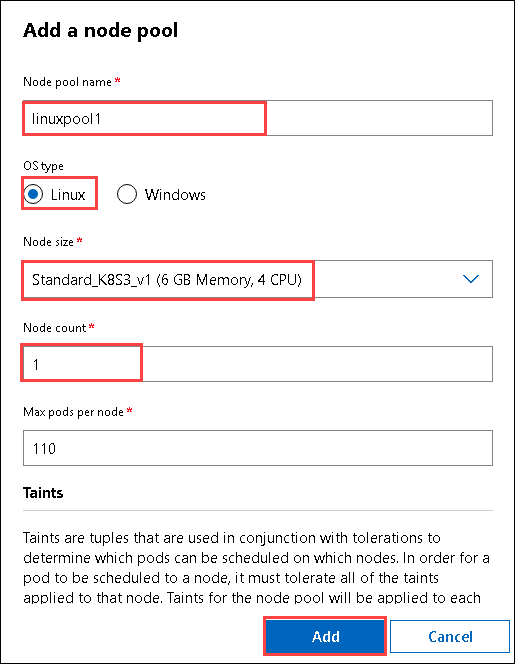 Add a node pool
Node pool name *
linuxpool1
OS type
Linux
Windows
Node size *
Standard_K8S3_v1 (6 GB Memory, 4 CPU)
Node count *
1
Max pods per node *
110
Taints
Taints are tuples that are used in conjunction with tolerations to
determine which pods can be scheduled on which nodes. In order for a
pod to be scheduled to a node, it must tolerate all of the taints
applied to that node. Taints for the node pool will be applied to each
Add
Cancel